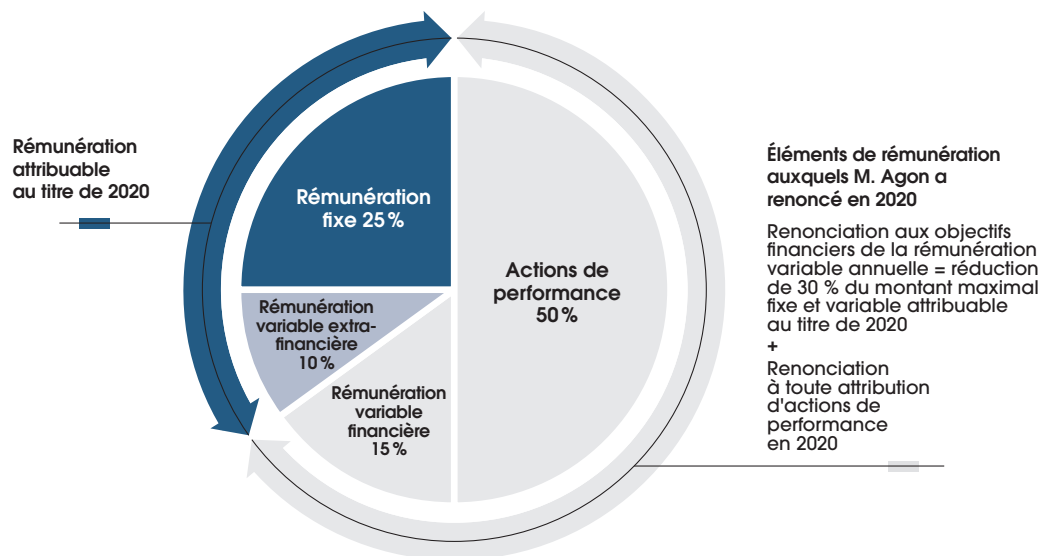 Rémunération
attribuable
au titre de 2020
Rémunération
fixe 25 %
Rémunération
variable extra-
financière
10 %
Rémunération
variable
financière
15 %
Actions de
performance
50 %
Éléments de rémunération
auxquels M. Agon a
renoncé en 2020
Renonciation aux objectifs
financiers de la rémunération
variable annuelle = réduction
de 30 % du montant maximal
fixe et variable attribuable
au titre de 2020
+
Renonciation
à toute attribution
d'actions de
performance
en 2020